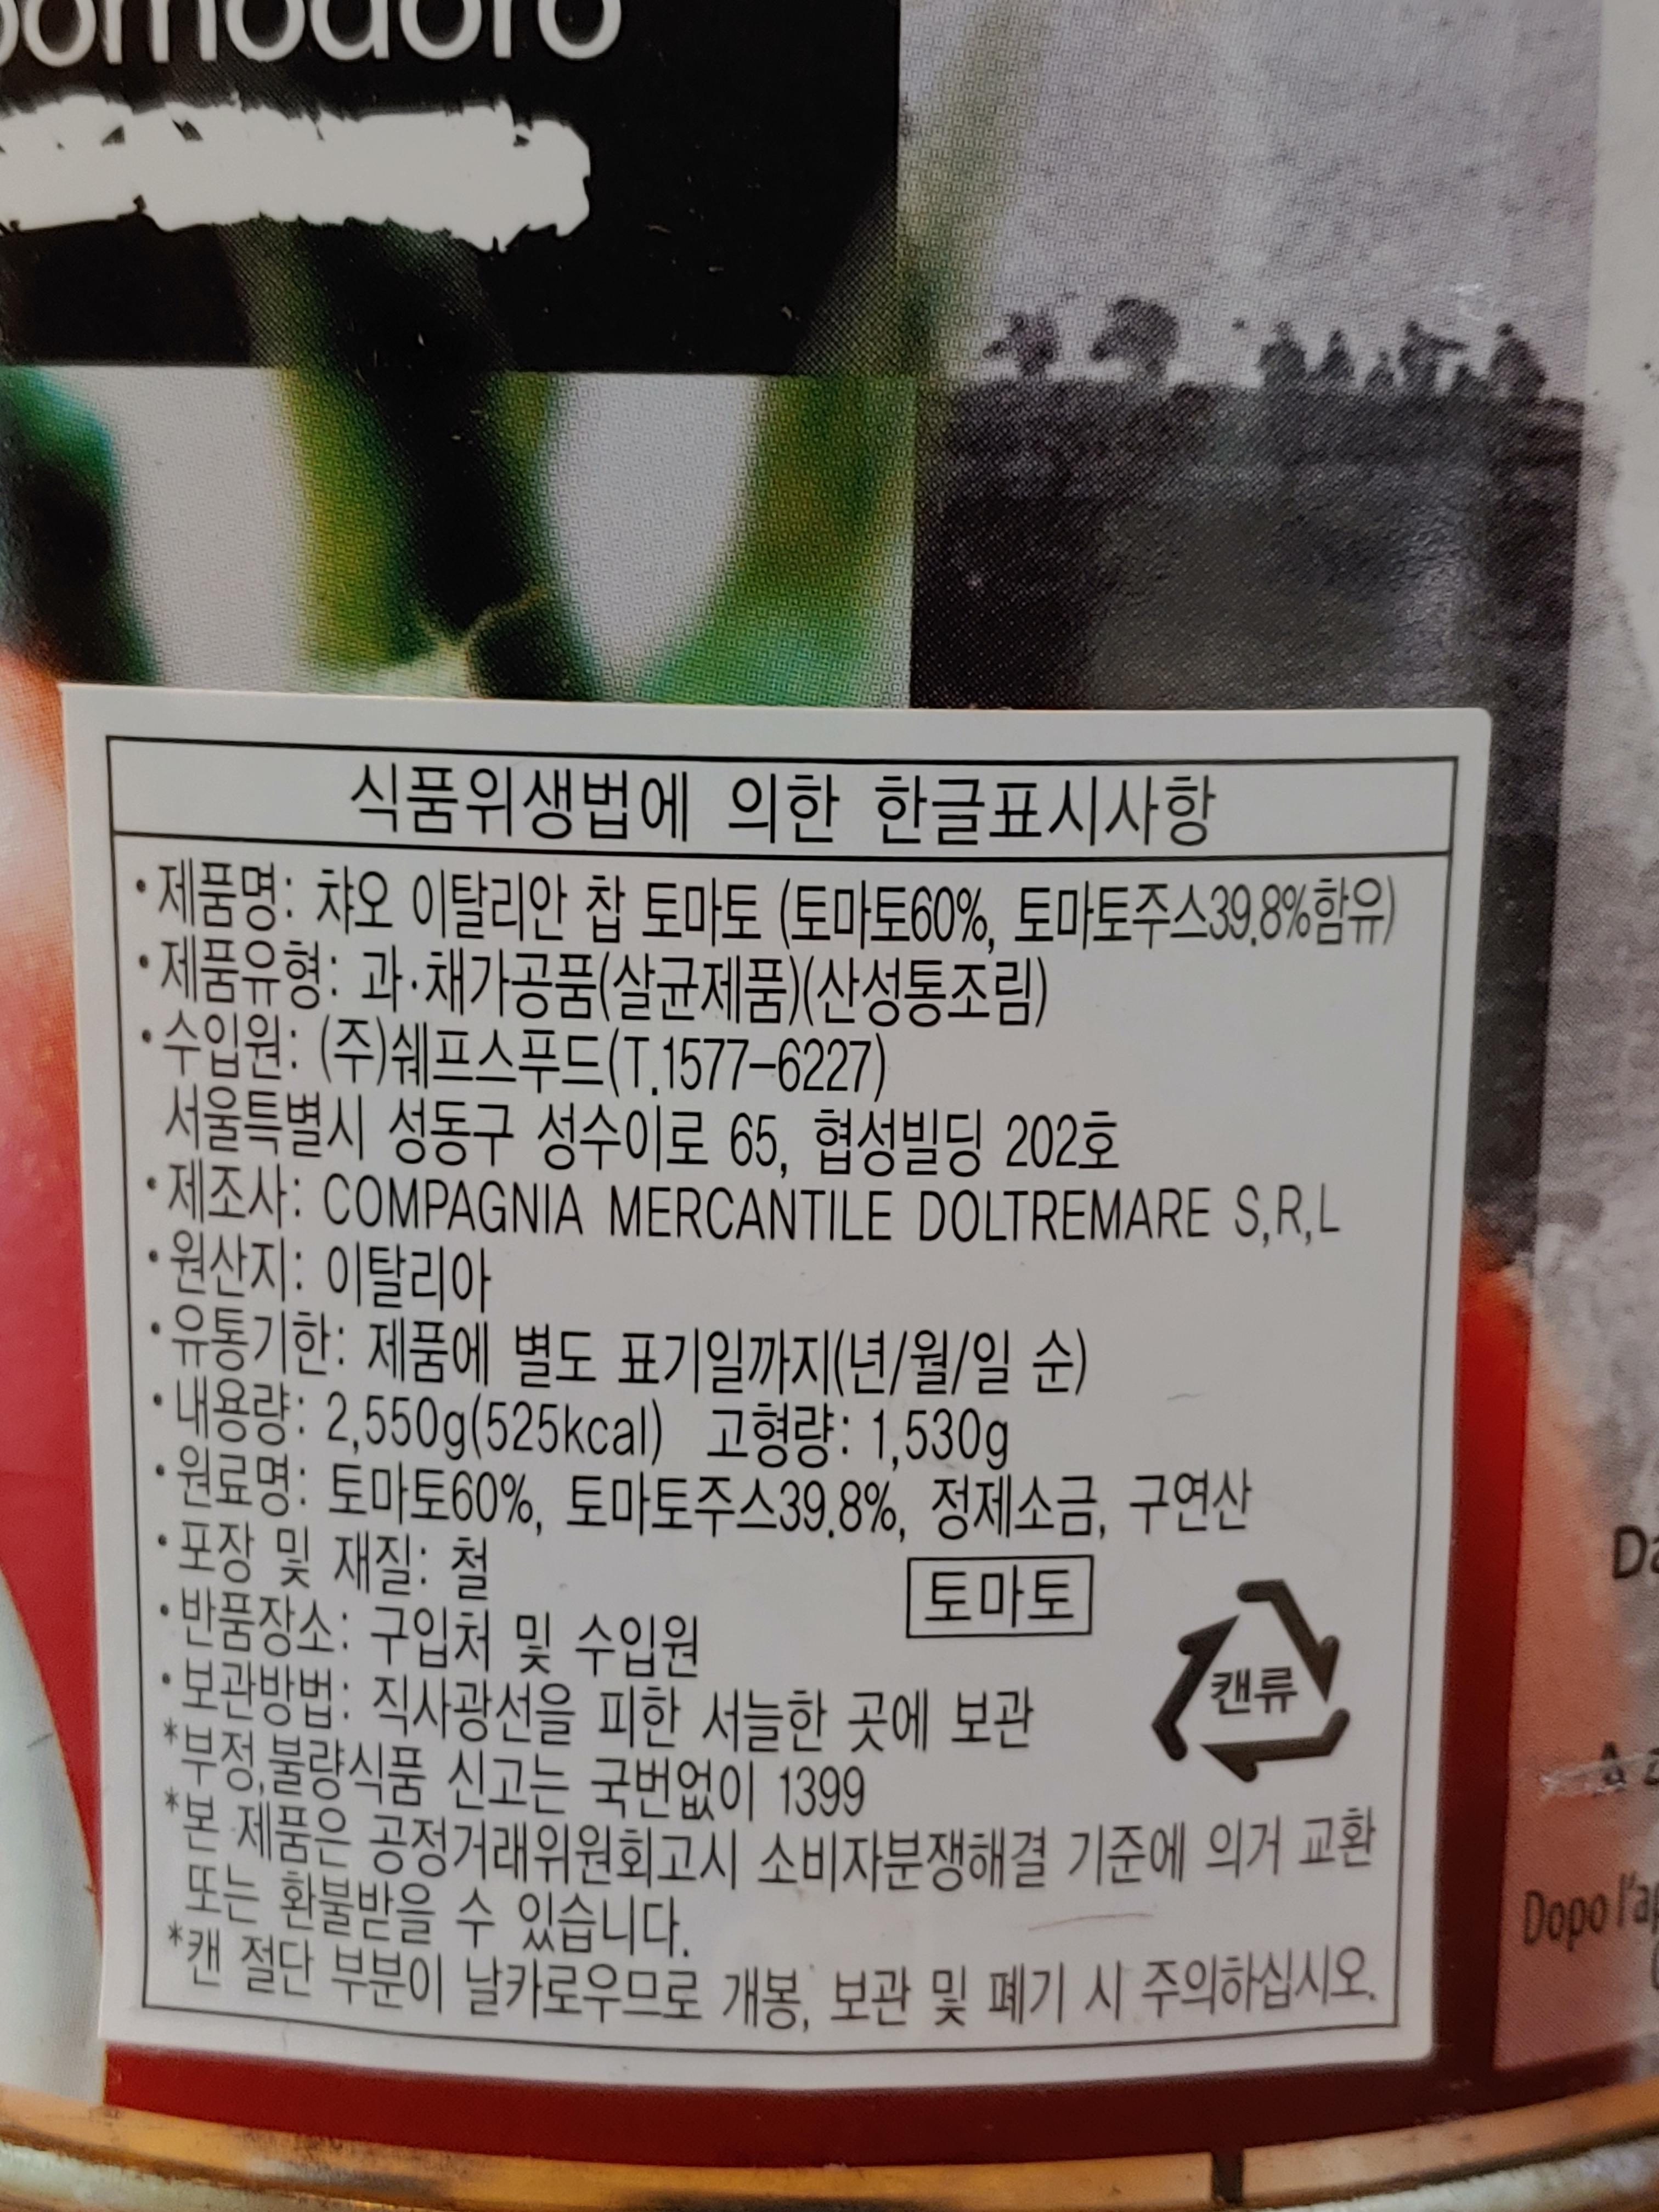 pomodoro
식품위생법에 의한 한글표시사항
•제품명: 챠오 이탈리안 찹 토마토 (토마토60%, 토마토주스39.8%함유)
•제품유형: 과·채가공품(살균제품)(산성통조림)
•수입원: (주)쉐프스푸드(T.1577-6227)
서울특별시 성동구 성수이로 65, 협성빌딩 202호
•제조사: COMPAGNIA MERCANTILE DOLTREMARE S,R,L
•원산지: 이탈리아
•유통기한: 제품에 별도 표기일까지(년/월/일 순)
•내용량: 2,550g(525kcal) 고형량: 1,530g
•원료명: 토마토60%, 토마토주스39.8%, 정제소금, 구연산
•포장 및 재질: 철
토마토
•반품장소: 구입처 및 수입원
캔류
•보관방법: 직사광선을 피한 서늘한 곳에 보관
*부정,불량식품 신고는 국번없이 1399
*본 제품은 공정거래위원회고시 소비자분쟁해결 기준에 의거 교환
또는 환불받을 수 있습니다.
*캔 절단 부분이 날카로우므로 개봉, 보관 및 폐기 시 주의하십시오.
Dopo